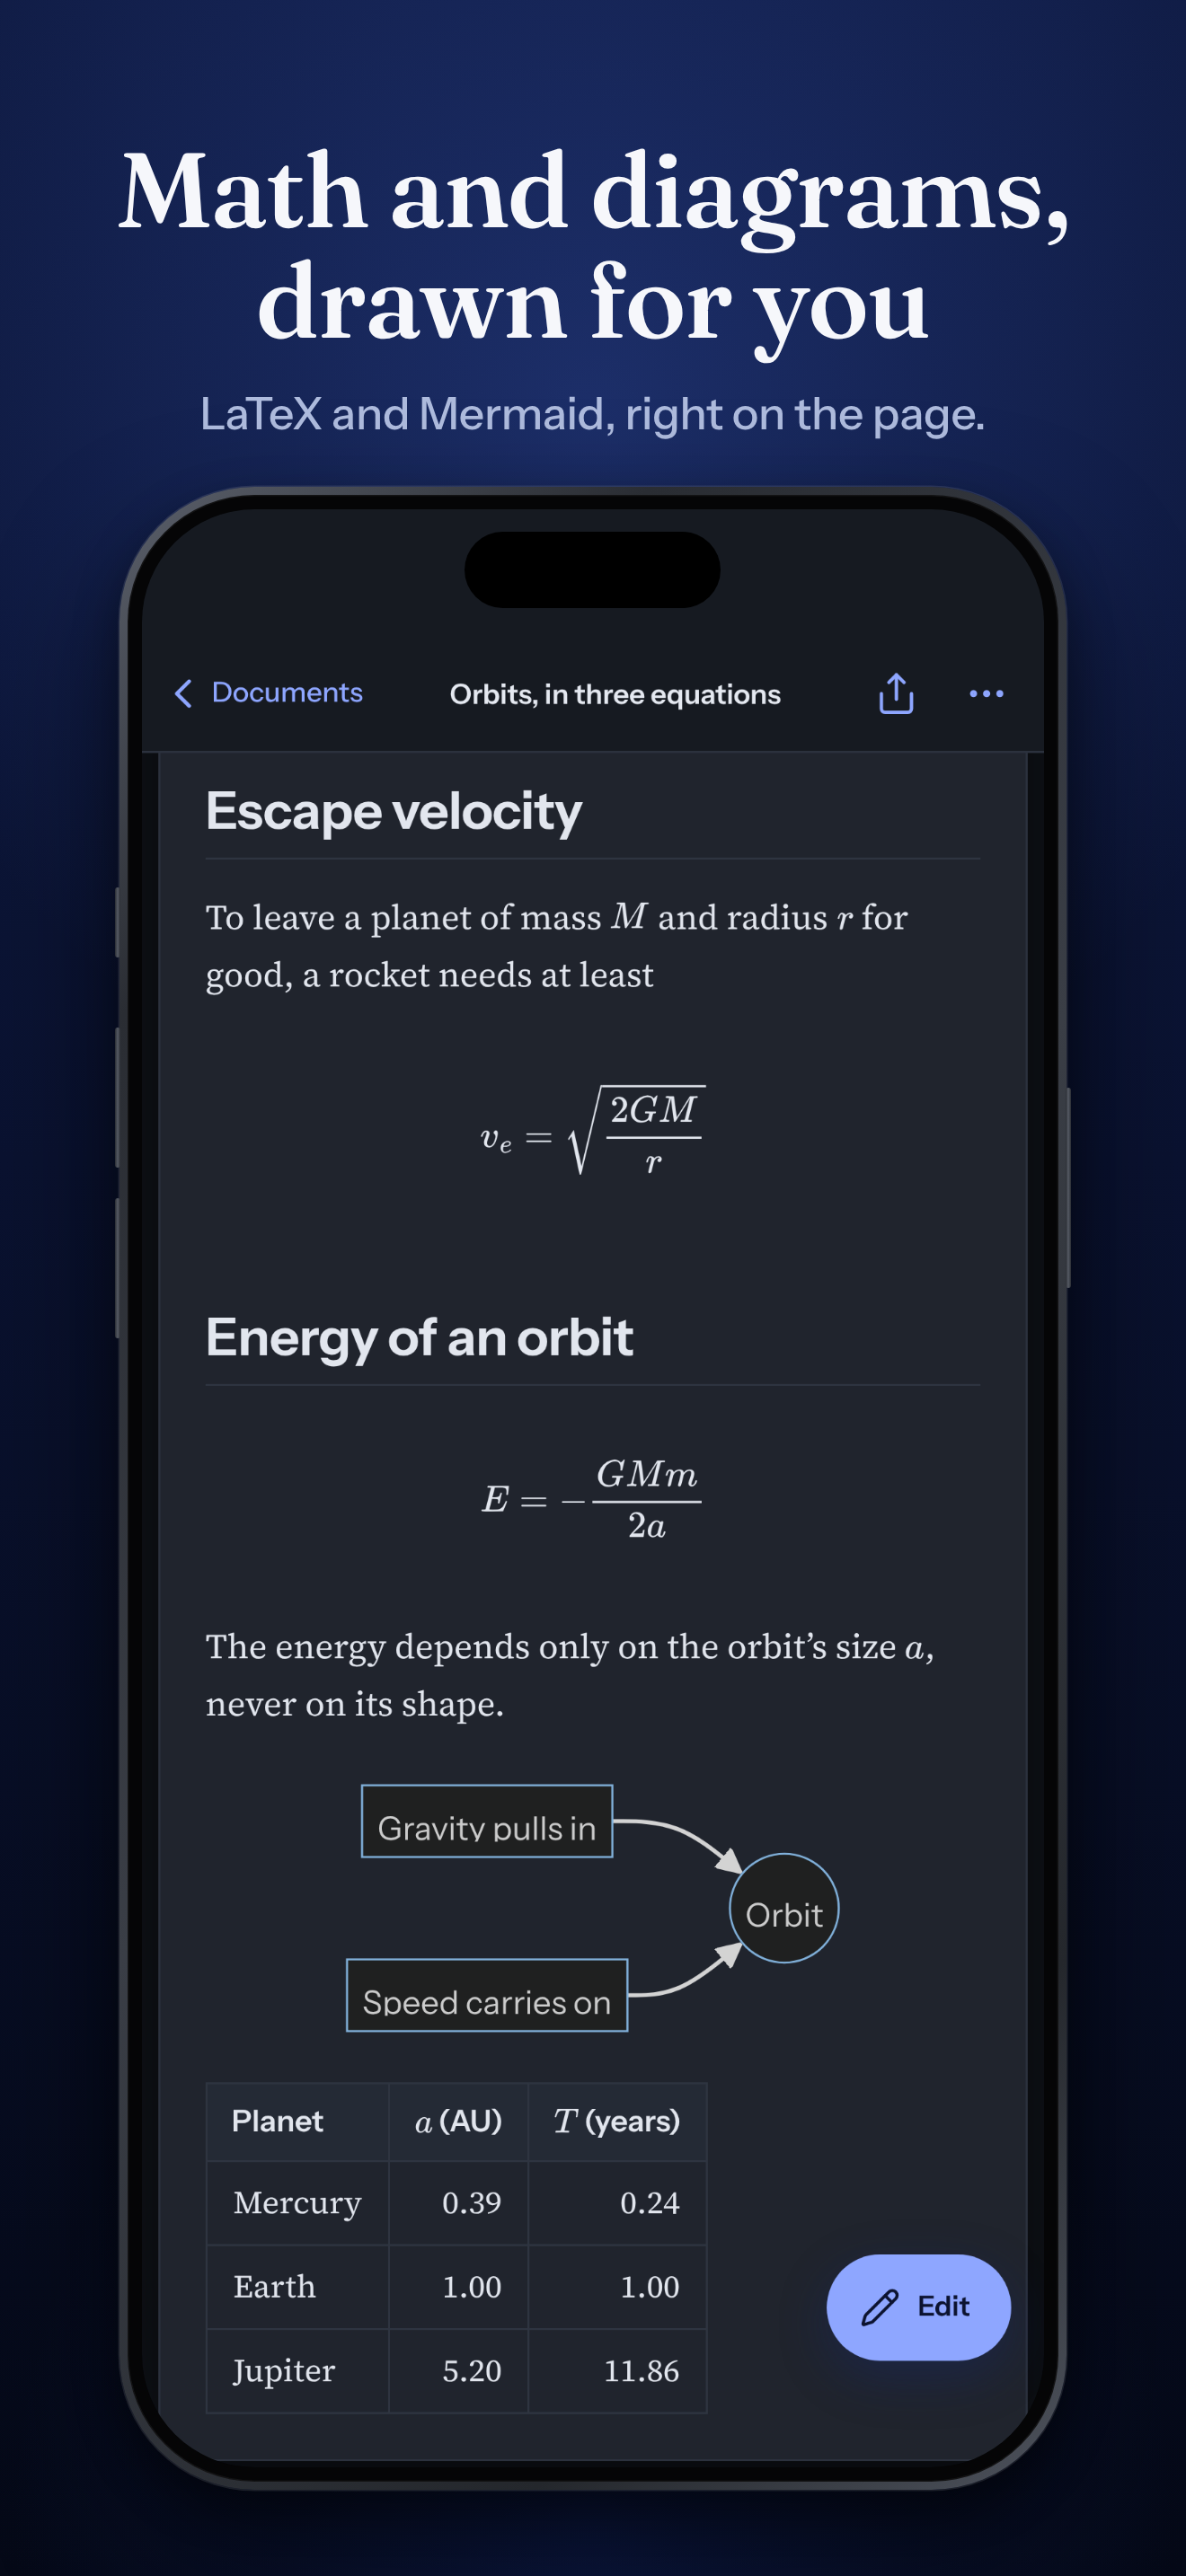 Math and diagrams,
drawn for you
LaTeX and Mermaid, right on the page.
Documents
Orbits, in three equations
Escape velocity
To leave a planet of mass M and radius r for
good, a rocket needs at least
vₑ = √(2GM/r)
Energy of an orbit
E = −GMm/2a
The energy depends only on the orbit’s size a,
never on its shape.
Gravity pulls in
Orbit
Speed carries on
Planet a (AU) T (years)
Mercury 0.39 0.24
Earth 1.00 1.00
Jupiter 5.20 11.86
Edit